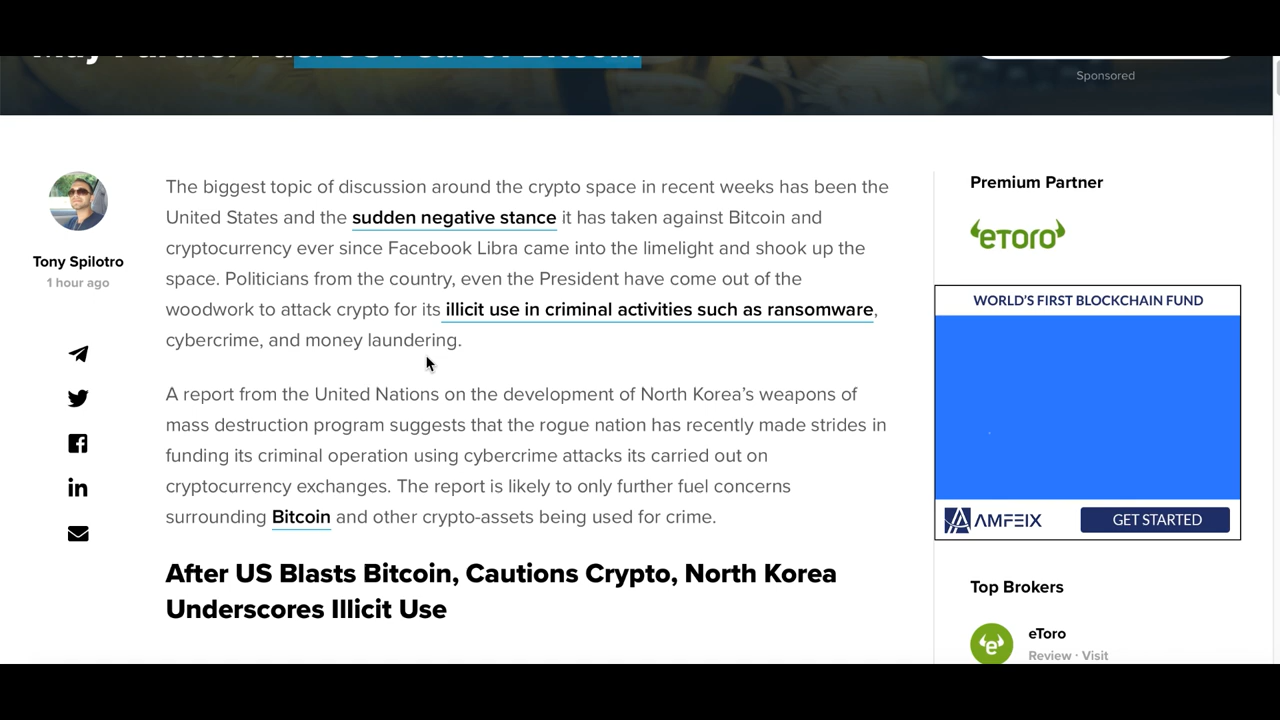 Sponsored
Tony Spilotro
1 hour ago
The biggest topic of discussion around the crypto space in recent weeks has been the
United States and the sudden negative stance it has taken against Bitcoin and
cryptocurrency ever since Facebook Libra came into the limelight and shook up the
space. Politicians from the country, even the President have come out of the
woodwork to attack crypto for its illicit use in criminal activities such as ransomware,
cybercrime, and money laundering.
A report from the United Nations on the development of North Korea’s weapons of
mass destruction program suggests that the rogue nation has recently made strides in
funding its criminal operation using cybercrime attacks its carried out on
cryptocurrency exchanges. The report is likely to only further fuel concerns
surrounding Bitcoin and other crypto-assets being used for crime.
After US Blasts Bitcoin, Cautions Crypto, North Korea
Underscores Illicit Use
Premium Partner
eToro
WORLD'S FIRST BLOCKCHAIN FUND
AMFEIX
GET STARTED
Top Brokers
eToro
Review · Visit